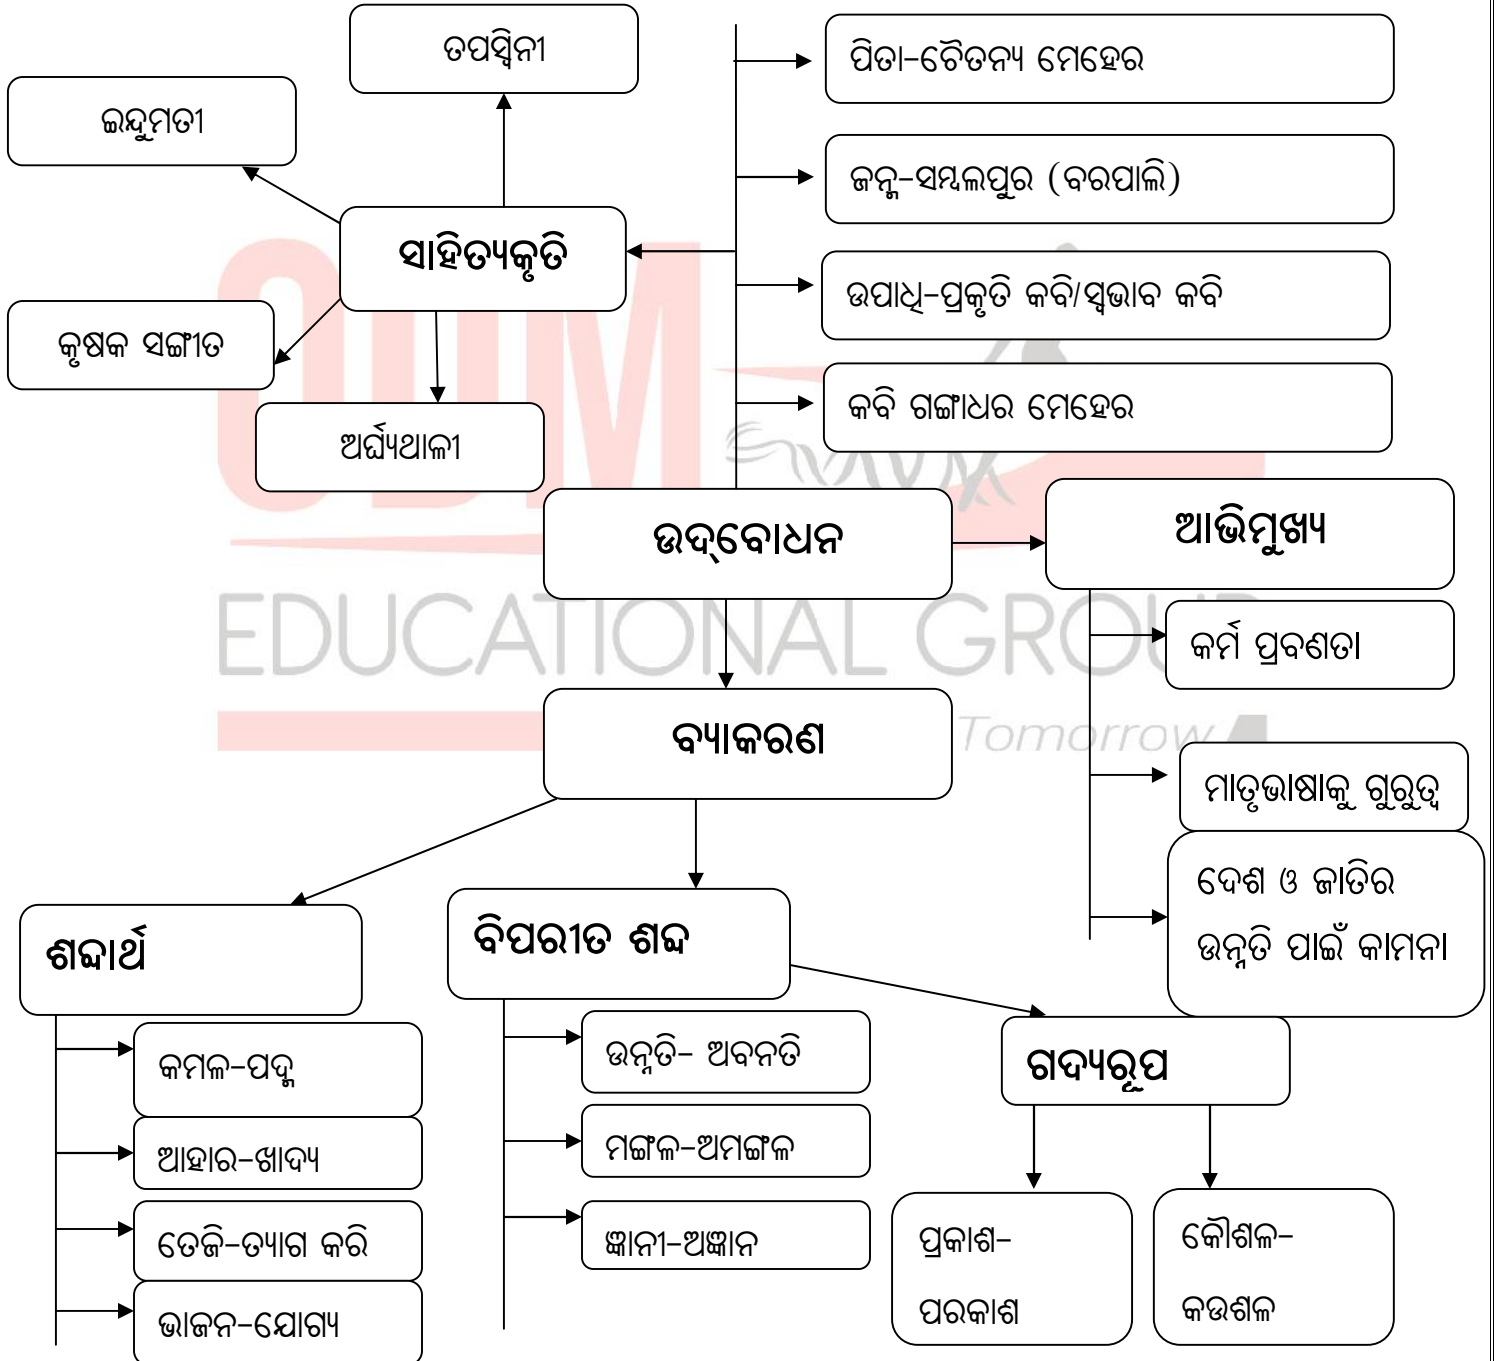 ତପସ୍ୱିନୀ
ଇନ୍ଦୁମତୀ
ସାହିତ୍ୟକୃତି
କୃଷକ ସଙ୍ଗୀତ
ଅର୍ଘ୍ୟଥାଳୀ
ପିତା-ଚୈତନ୍ୟ ମେହେର
ଜନ୍ମ-ସମ୍ବଲପୁର (ବରପାଲି)
ଉପାଧି-ପ୍ରକୃତି କବି/ସ୍ୱଭାବ କବି
କବି ଗଙ୍ଗାଧର ମେହେର
ଉଦ୍‌ବୋଧନ
ଆଭିମୁଖ୍ୟ
କର୍ମ ପ୍ରବଣତା
ମାତୃଭାଷାକୁ ଗୁରୁତ୍ୱ
ଦେଶ ଓ ଜାତିର
ଉନ୍ନତି ପାଇଁ କାମନା
EDUCATIONAL GROUP
Tomorrow
ବ୍ୟାକରଣ
ଶବ୍ଦାର୍ଥ
କମଳ-ପଦ୍ମ
ଆହାର-ଖାଦ୍ୟ
ତେଜି-ତ୍ୟାଗ କରି
ଭାଜନ-ଯୋଗ୍ୟ
ବିପରୀତ ଶବ୍ଦ
ଉନ୍ନତି- ଅବନତି
ମଙ୍ଗଳ-ଅମଙ୍ଗଳ
ଜ୍ଞାନୀ-ଅଜ୍ଞାନ
ଗଦ୍ୟରୂପ
ପ୍ରକାଶ-
ପରକାଶ
କୌଶଳ-
କଉଶଳ